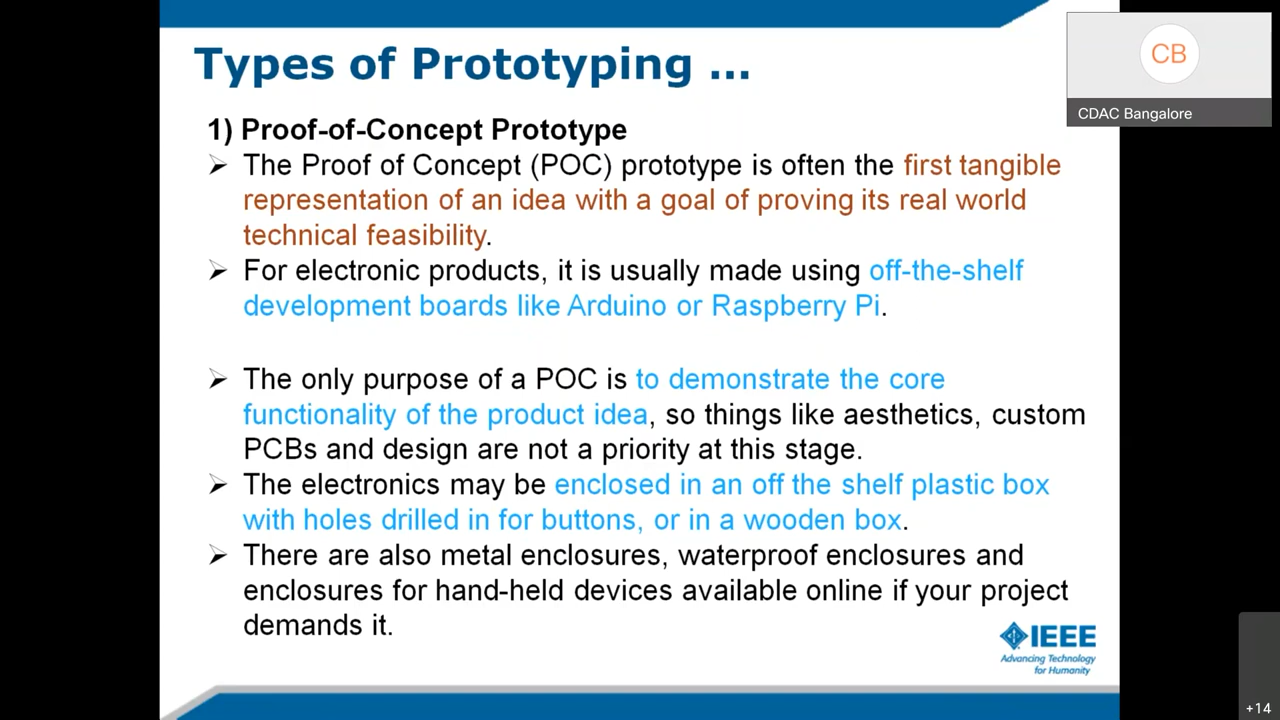 Types of Prototyping ...
CB
CDAC Bangalore
1) Proof-of-Concept Prototype
➢ The Proof of Concept (POC) prototype is often the first tangible
representation of an idea with a goal of proving its real world
technical feasibility.
➢ For electronic products, it is usually made using off-the-shelf
development boards like Arduino or Raspberry Pi.
➢ The only purpose of a POC is to demonstrate the core
functionality of the product idea, so things like aesthetics, custom
PCBs and design are not a priority at this stage.
➢ The electronics may be enclosed in an off the shelf plastic box
with holes drilled in for buttons, or in a wooden box.
➢ There are also metal enclosures, waterproof enclosures and
enclosures for hand-held devices available online if your project
demands it.
IEEE
Advancing Technology
for Humanity
+14